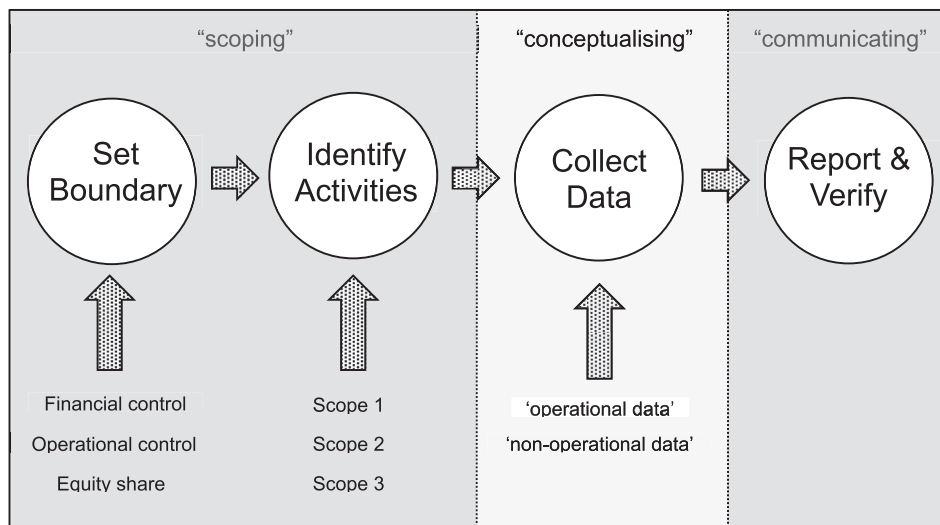 “scoping”
“conceptualising”
“communicating”
Set
Boundary
Identify
Activities
Collect
Data
Report &
Verify
Financial control
Operational control
Equity share
Scope 1
Scope 2
Scope 3
‘operational data’
‘non-operational data’